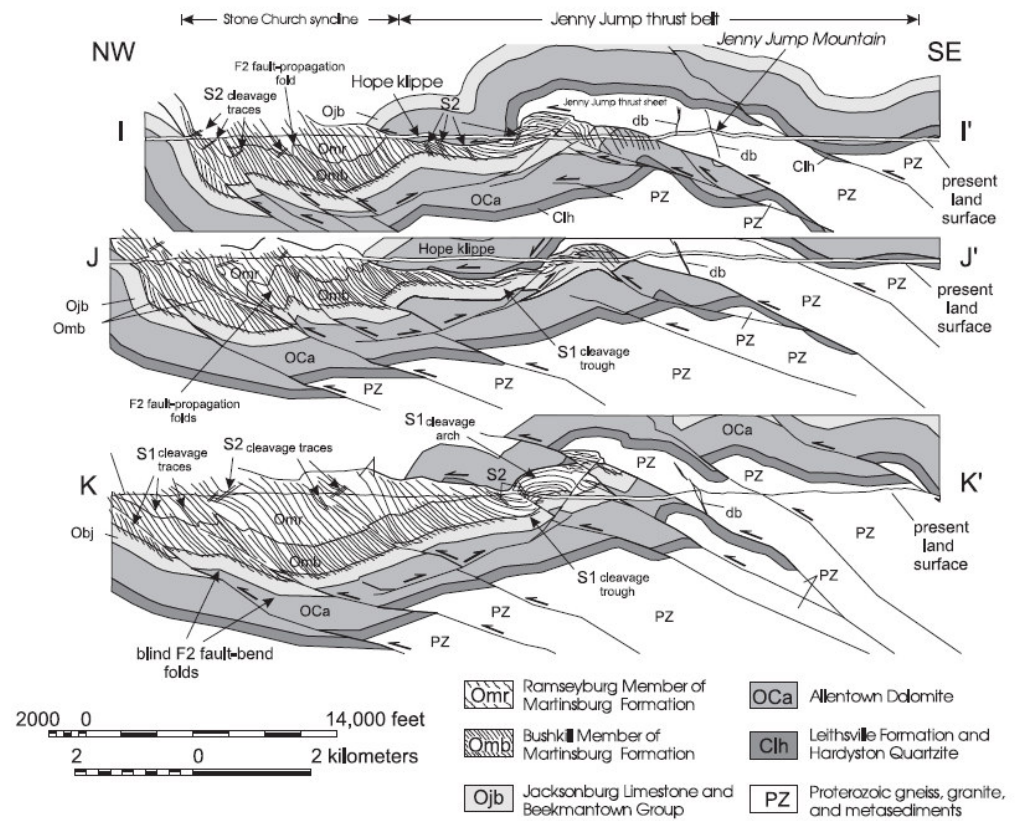 Stone Church syncline
Jenny Jump thrust belt
NW
Jenny Jump Mountain
SE
F2 fault-propagation
fold
Hope klippe
S2 cleavage
traces
Ojb
S2
Jenny Jump thrust sheet
db
I
Omr
I'
db
Omb
Clh
PZ
OCa
PZ
PZ
present
land
surface
Clh
PZ
Hope klippe
J
Omr
J'
db
Ojb
Omb
Omb
PZ
present
land
surface
PZ
PZ
OCa
S1 cleavage
trough
PZ
PZ
PZ
F2 fault-propagation
folds
S1 cleavage
arch
OCa
S1 cleavage
traces
S2 cleavage traces
PZ
S2
K
K'
db
Omr
Obj
present
land
surface
PZ
Omb
S1 cleavage
trough
PZ
OCa
PZ
PZ
PZ
PZ
blind F2 fault-bend
folds
2000 0 14,000 feet
2 0 2 kilometers
Omr Ramseyburg Member of
Martinsburg Formation
Omb Bushkill Member of
Martinsburg Formation
Ojb Jacksonburg Limestone and
Beekmantown Group
OCa Allentown Dolomite
Clh Leithsville Formation and
Hardyston Quartzite
PZ Proterozoic gneiss, granite,
and metasediments